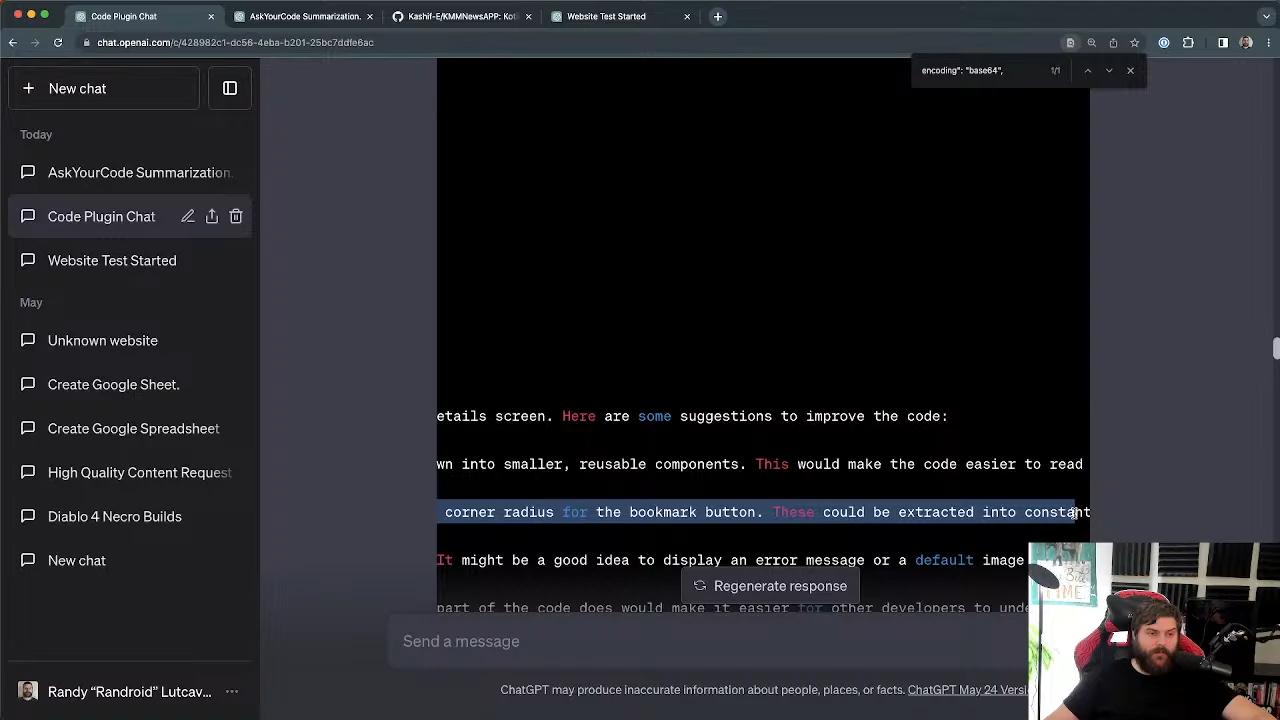 Code Plugin Chat
AskYourCode Summarization.
Kashif-E/KMMNewsAPP: Kotl
Website Test Started
chat.openai.com/c/428982c1-dc56-4eba-b201-25bc7ddfe6ac
encoding": "base64",
1/1
New chat
Today
AskYourCode Summarization.
Code Plugin Chat
Website Test Started
May
Unknown website
Create Google Sheet.
Create Google Spreadsheet
High Quality Content Request
Diablo 4 Necro Builds
New chat
Randy “Randroid” Lutcav...
etails screen. Here are some suggestions to improve the code:
wn into smaller, reusable components. This would make the code easier to read
corner radius for the bookmark button. These could be extracted into constant
It might be a good idea to display an error message or a default image
Regenerate response
part of the code does would make it easier for other developers to unde
Send a message
ChatGPT may produce inaccurate information about people, places, or facts. ChatGPT May 24 Versi
TIME